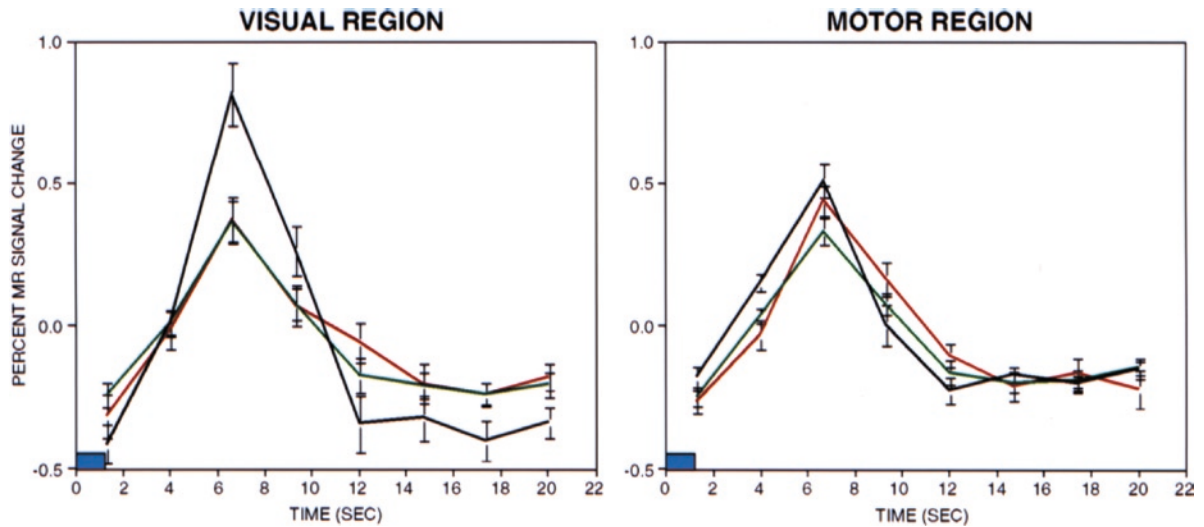 VISUAL REGION
1.0
0.5
0.0
-0.5
PERCENT MR SIGNAL CHANGE
0 2 4 6 8 10 12 14 16 18 20 22
TIME (SEC)
MOTOR REGION
1.0
0.5
0.0
-0.5
0 2 4 6 8 10 12 14 16 18 20 22
TIME (SEC)